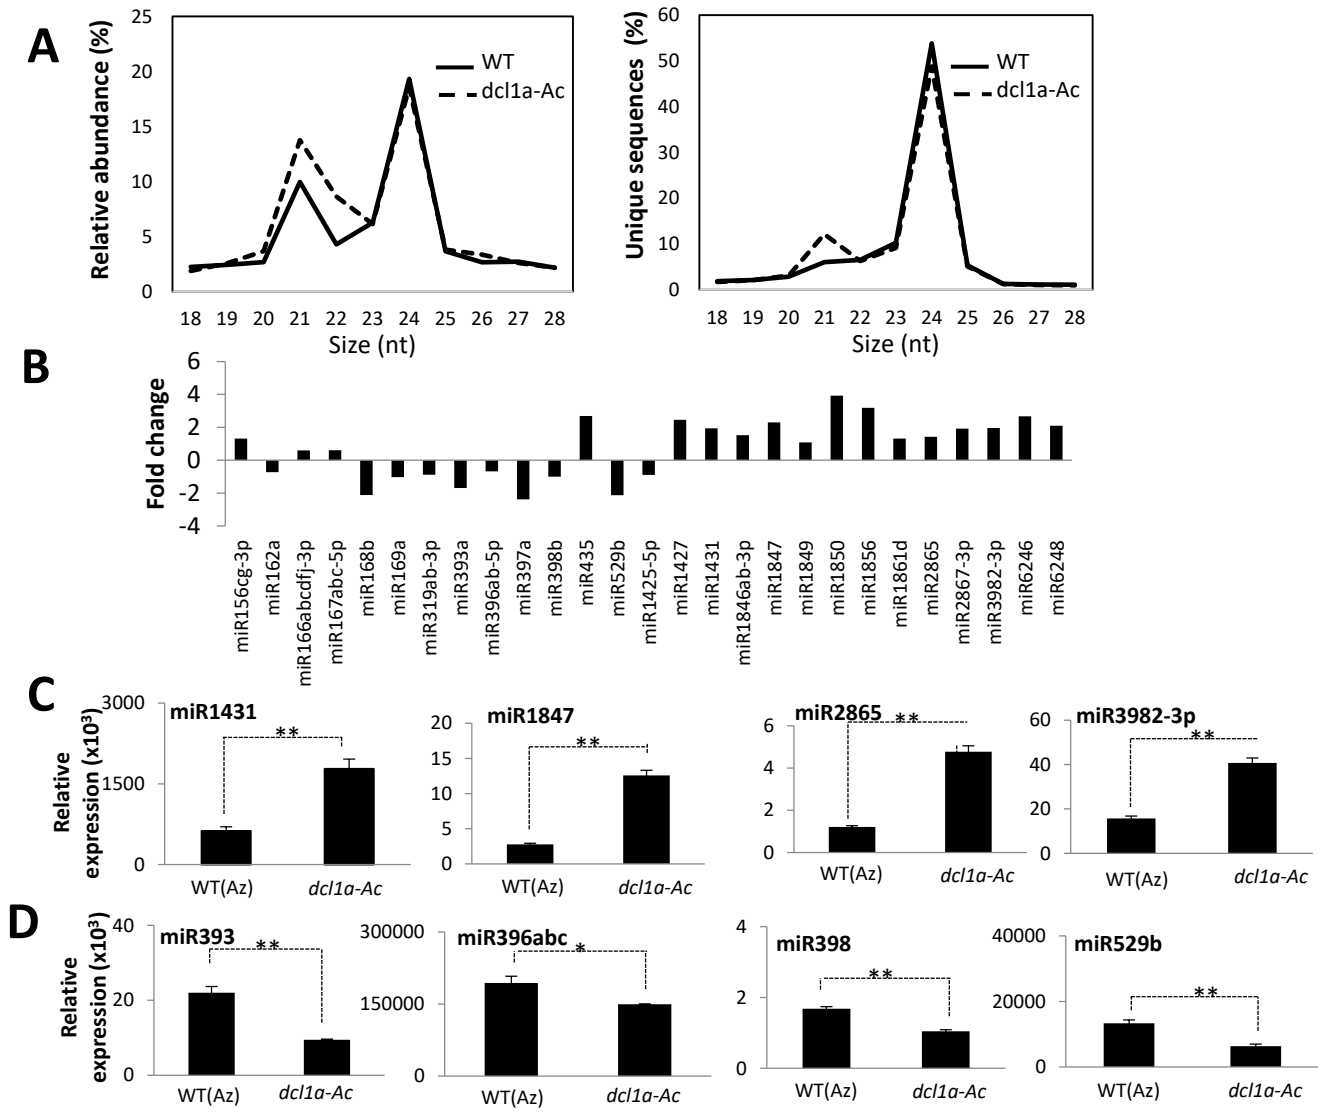 A
Relative abundance (%)
25
20
15
10
5
0
WT
dcl1a-Ac
18 19 20 21 22 23 24 25 26 27 28
Size (nt)
Unique sequences (%)
60
50
40
30
20
10
0
WT
dcl1a-Ac
18 19 20 21 22 23 24 25 26 27 28
Size (nt)
B
Fold change
6
4
2
0
-2
-4
miR156cg-3p
miR162a
miR166abcdfj-3p
miR167abc-5p
miR168b
miR169a
miR319ab-3p
miR393a
miR396ab-5p
miR397a
miR398b
miR435
miR529b
miR1425-5p
miR1427
miR1431
miR1846ab-3p
miR1847
miR1849
miR1850
miR1856
miR1861d
miR2865
miR2867-3p
miR3982-3p
miR6246
miR6248
C
Relative
expression (x10³)
3000
1500
0
miR1431
**
WT(Az) dcl1a-Ac
20
15
10
5
0
miR1847
**
WT(Az) dcl1a-Ac
6
4
2
0
miR2865
**
WT(Az) dcl1a-Ac
60
40
20
0
miR3982-3p
**
WT(Az) dcl1a-Ac
D
Relative
expression (x10³)
40
20
0
miR393
**
WT(Az) dcl1a-Ac
300000
150000
0
miR396abc
*
WT(Az) dcl1a-Ac
4
2
0
miR398
**
WT(Az) dcl1a-Ac
40000
20000
0
miR529b
**
WT(Az) dcl1a-Ac